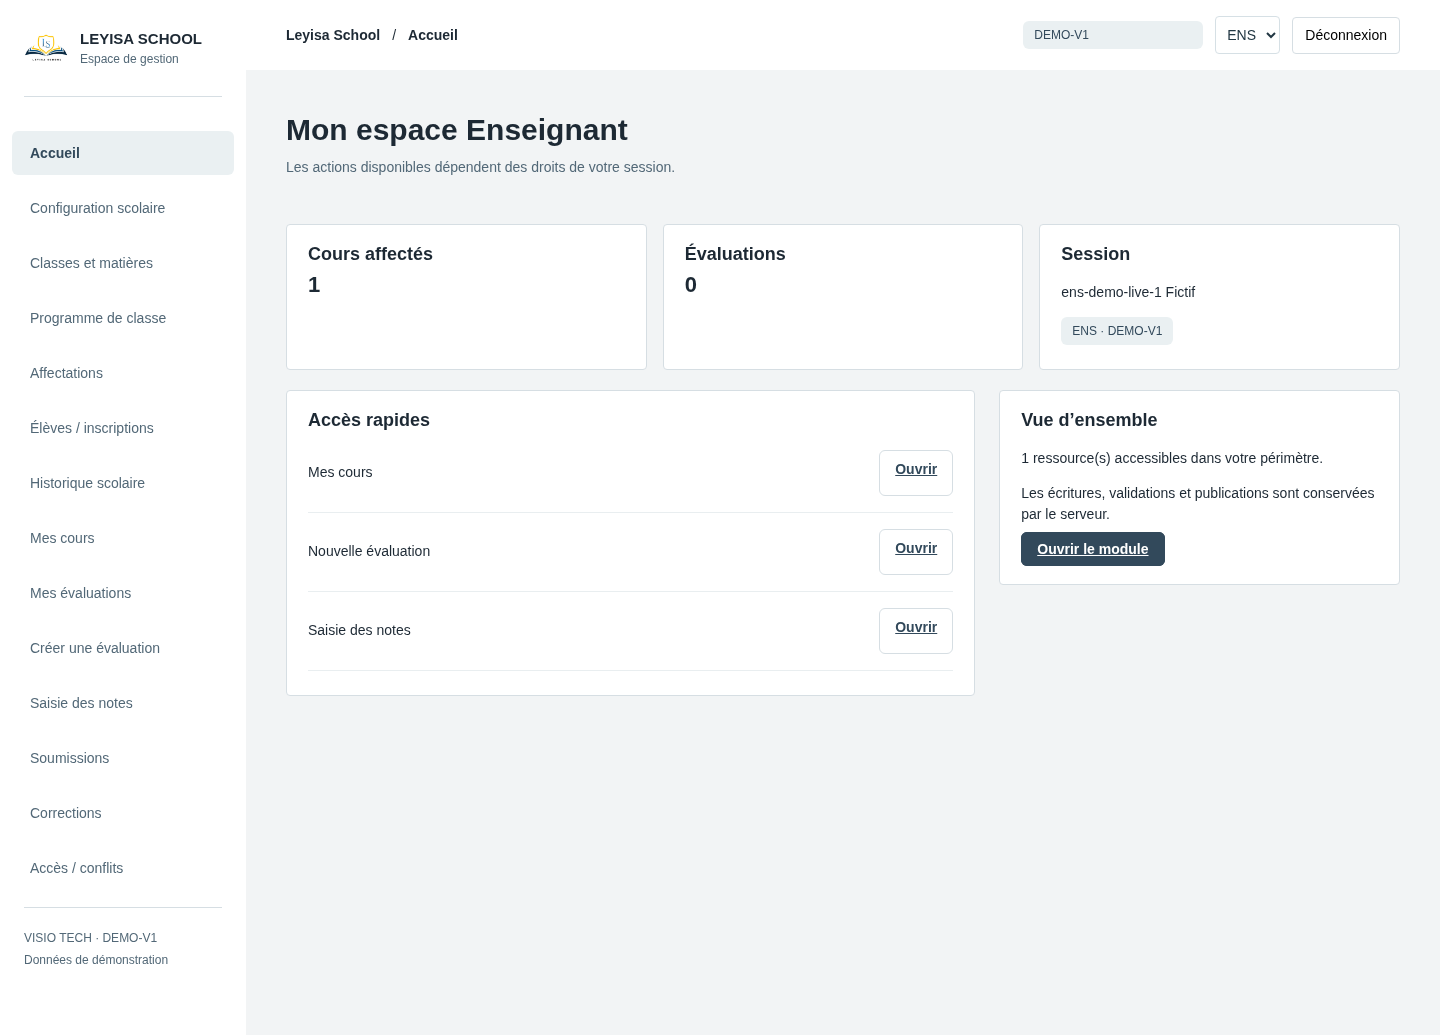 LEYISA SCHOOL
Espace de gestion
Leyisa School / Accueil
DEMO-V1
ENS
Déconnexion
Accueil
Configuration scolaire
Classes et matières
Programme de classe
Affectations
Élèves / inscriptions
Historique scolaire
Mes cours
Mes évaluations
Créer une évaluation
Saisie des notes
Soumissions
Corrections
Accès / conflits
VISIO TECH · DEMO-V1
Données de démonstration
Mon espace Enseignant
Les actions disponibles dépendent des droits de votre session.
Cours affectés
1
Évaluations
0
Session
ens-demo-live-1 Fictif
ENS · DEMO-V1
Accès rapides
Mes cours
Ouvrir
Nouvelle évaluation
Ouvrir
Saisie des notes
Ouvrir
Vue d’ensemble
1 ressource(s) accessibles dans votre périmètre.
Les écritures, validations et publications sont conservées
par le serveur.
Ouvrir le module